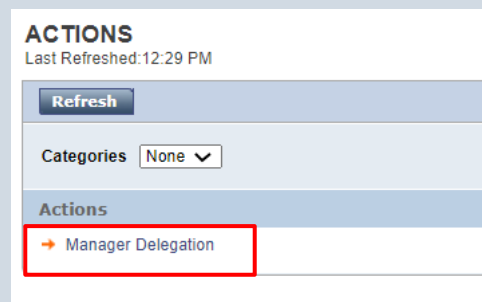 ACTIONS
Last Refreshed:12:29 PM
Refresh
Categories None
Actions
Manager Delegation